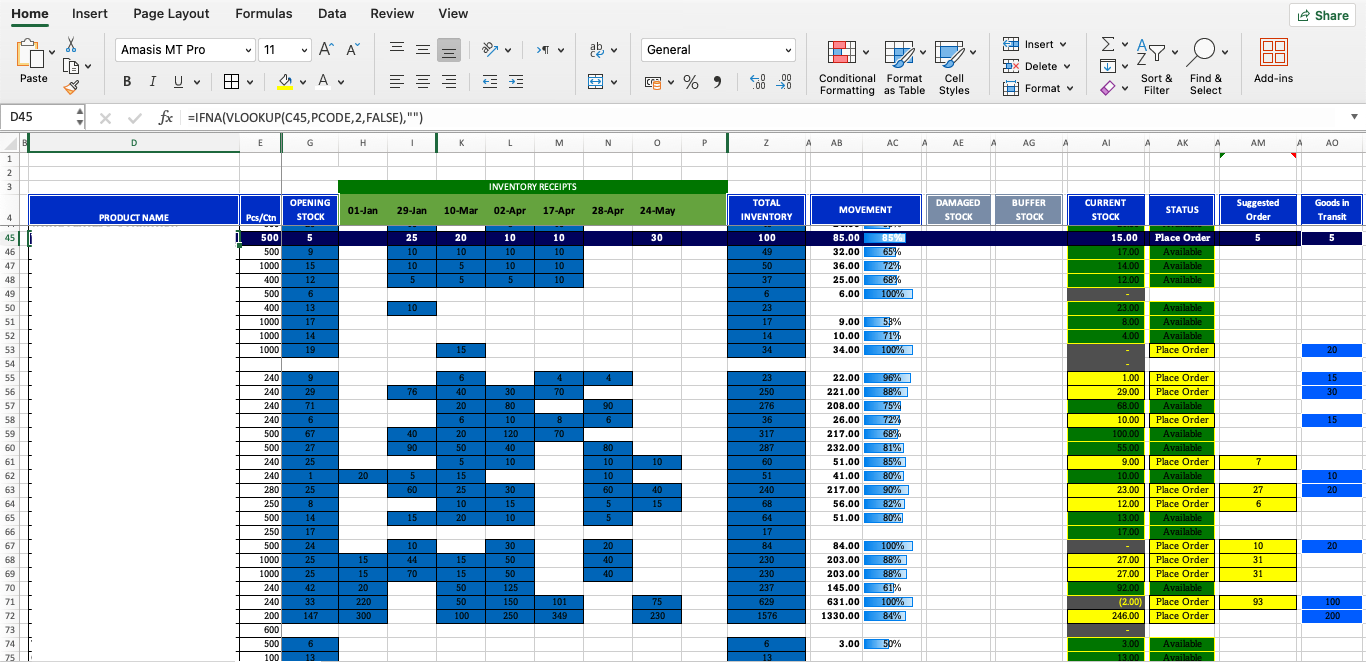 Home Insert Page Layout Formulas Data Review View Share
Paste Amasis MT Pro 11 A^ A˅ ab General Conditional Formatting Format as Table Cell Styles Insert Delete Format Sort & Filter Find & Select Add-ins
B I U A % 9
D45 fx =IFNA(VLOOKUP(C45,PCODE,2,FALSE),"")
B D E G H I K L M N O P Z A AB AC A AE A AG A AI A AK A AM A AO
1
2
3 INVENTORY RECEIPTS
4 PRODUCT NAME Pcs/Ctn OPENING STOCK 01-Jan 29-Jan 10-Mar 02-Apr 17-Apr 28-Apr 24-May TOTAL INVENTORY MOVEMENT DAMAGED STOCK BUFFER STOCK CURRENT STOCK STATUS Suggested Order Goods in Transit
45 500 5 25 20 10 10 30 100 85.00 85% 15.00 Place Order 5 5
46 500 9 10 10 10 10 49 32.00 65% 17.00 Available
47 1000 15 10 5 10 10 50 36.00 72% 14.00 Available
48 400 12 5 5 5 10 37 25.00 68% 12.00 Available
49 500 6 6 6.00 100% -
50 400 13 10 23 23.00 Available
51 1000 17 17 9.00 53% 8.00 Available
52 1000 14 14 10.00 71% 4.00 Available
53 1000 19 15 34 34.00 100% - Place Order 20
54 -
55 240 9 6 4 4 23 22.00 96% 1.00 Place Order 15
56 240 29 76 40 30 70 250 221.00 88% 29.00 Place Order 30
57 240 71 20 80 90 276 208.00 75% 68.00 Available
58 240 6 6 10 8 6 36 26.00 72% 10.00 Place Order 15
59 500 67 40 20 120 70 317 217.00 68% 100.00 Available
60 500 27 90 50 40 80 287 232.00 81% 55.00 Available
61 240 25 5 10 10 10 60 51.00 85% 9.00 Place Order 7
62 240 1 20 5 15 10 51 41.00 80% 10.00 Available 10
63 280 25 60 25 30 60 40 240 217.00 90% 23.00 Place Order 27 20
64 250 8 10 15 5 15 68 56.00 82% 12.00 Place Order 6
65 500 14 15 20 10 5 64 51.00 80% 13.00 Available
66 250 17 17 17.00 Available
67 500 24 10 30 20 84 84.00 100% - Place Order 10 20
68 1000 25 15 44 15 50 40 230 203.00 88% 27.00 Place Order 31
69 1000 25 15 70 15 50 40 230 203.00 88% 27.00 Place Order 31
70 240 42 20 50 125 237 145.00 61% 92.00 Available
71 240 33 220 50 150 101 75 629 631.00 100% (2.00) Place Order 93 100
72 200 147 300 100 250 349 230 1576 1330.00 84% 246.00 Place Order 200
73 600 -
74 500 6 6 3.00 50% 3.00 Available
75 100 13 13 13.00 Available